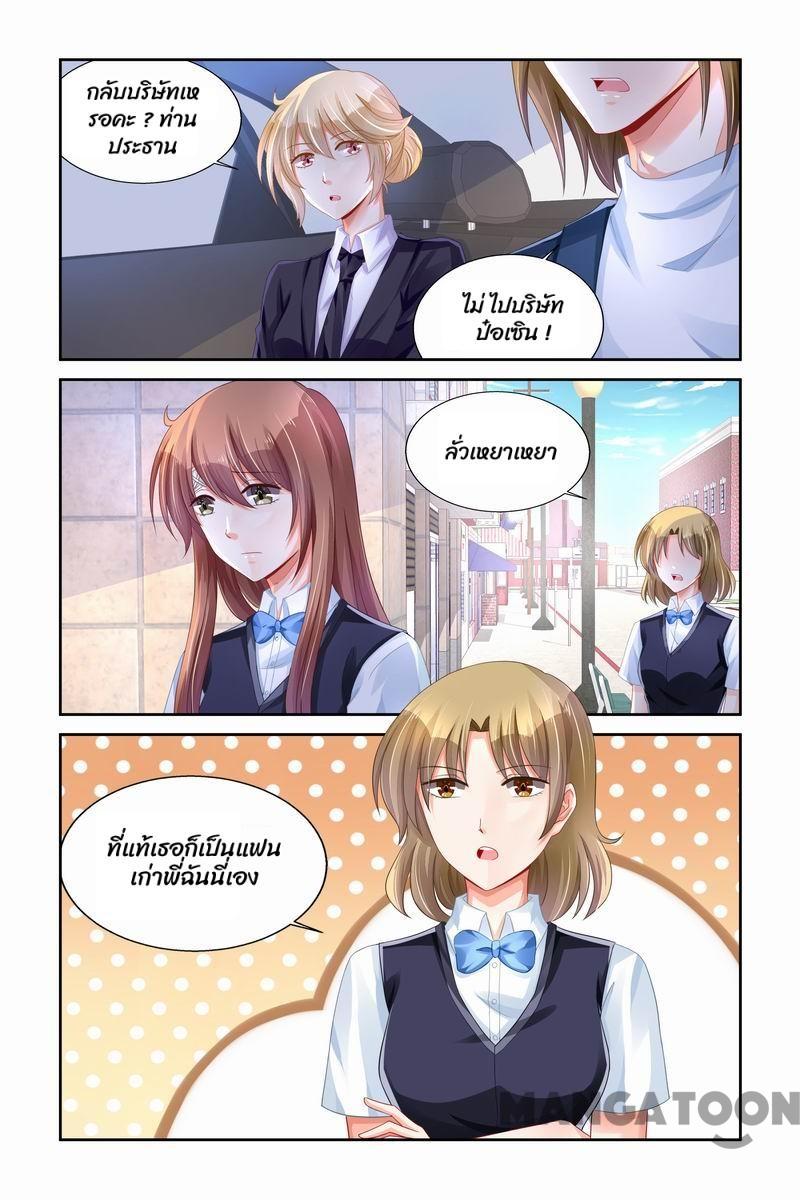 กลับบริษัทเห
รอคะ ? ท่าน
ประธาน
ไม่ ไปบริษัท
ป๋อเซิน !
ลั่วเหยาเหยา
ที่แท้เธอก็เป็นแฟน
เก่าพี่ฉันนี่เอง
MANGATOON